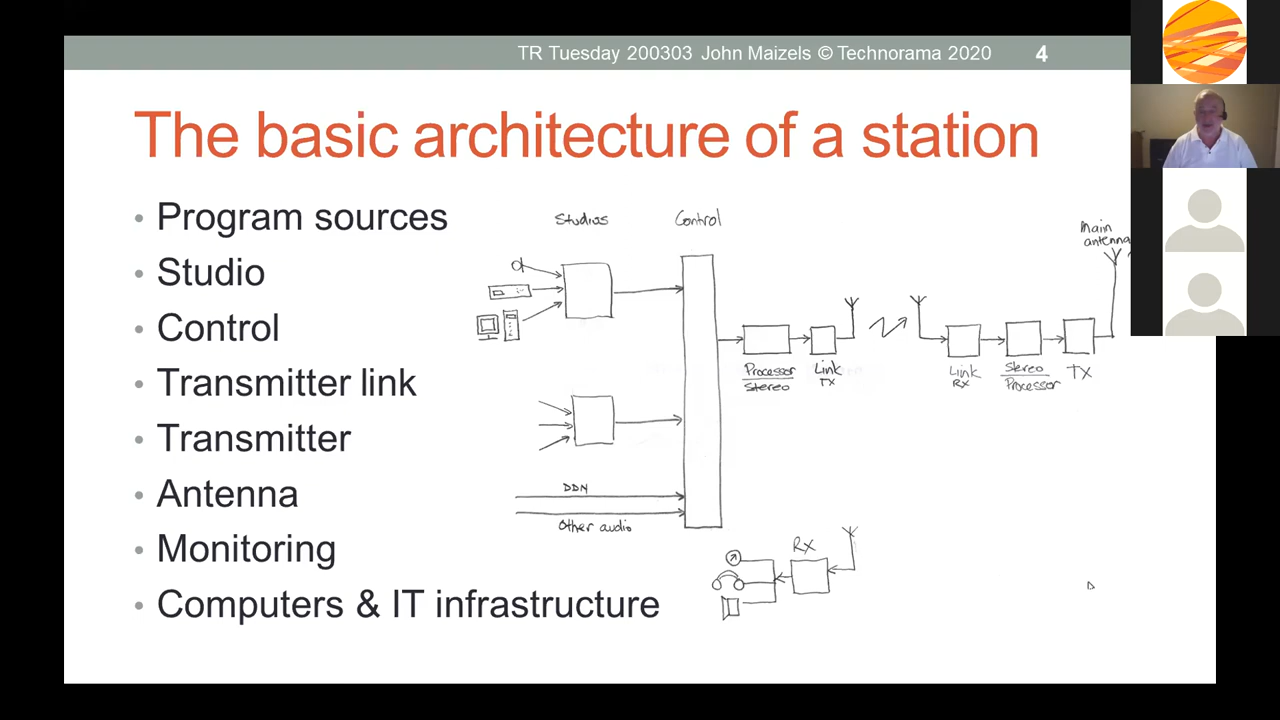 TR Tuesday 200303 John Maizels © Technorama 2020 4
The basic architecture of a station
• Program sources
• Studio
• Control
• Transmitter link
• Transmitter
• Antenna
• Monitoring
• Computers & IT infrastructure
Studios
Control
Main
antenna
Processor
Stereo
Link
TX
Link
RX
Stereo
Processor
TX
DDN
Other audio
Rx